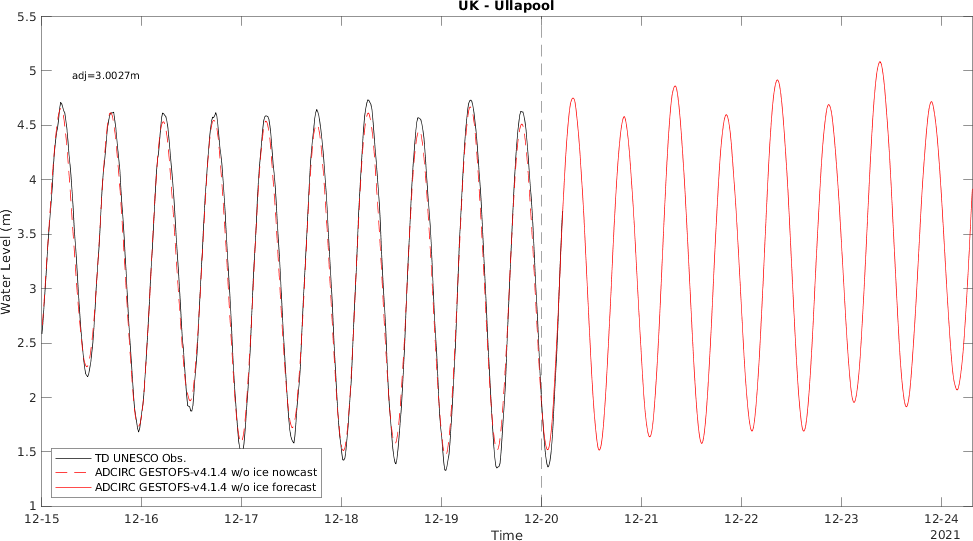 UK - Ullapool
5.5
5
4.5
4
3.5
3
2.5
2
1.5
1
Water Level (m)
adj=3.0027m
TD UNESCO Obs.
ADCIRC GESTOFS-v4.1.4 w/o ice nowcast
ADCIRC GESTOFS-v4.1.4 w/o ice forecast
12-15 12-16 12-17 12-18 12-19 12-20 12-21 12-22 12-23 12-24
Time 2021